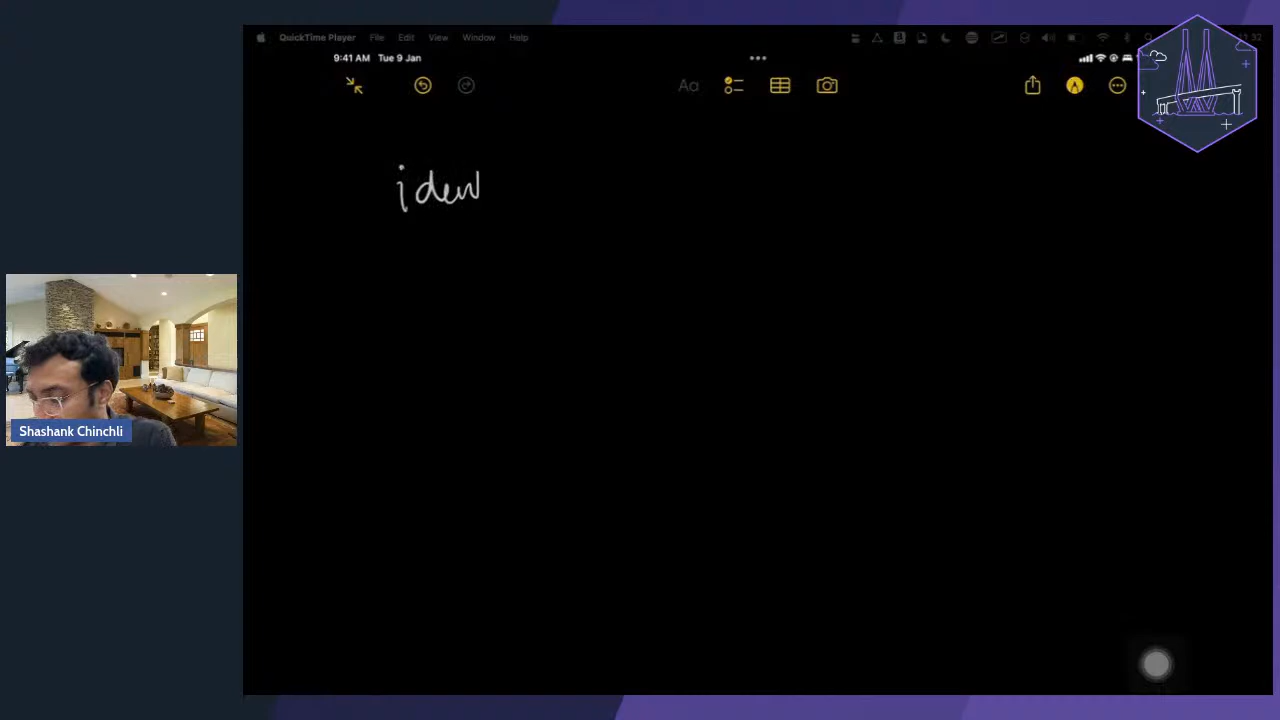 QuickTime Player File Edit View Window Help
9:41 AM Tue 9 Jan
Aa
iden
Shashank Chinchli